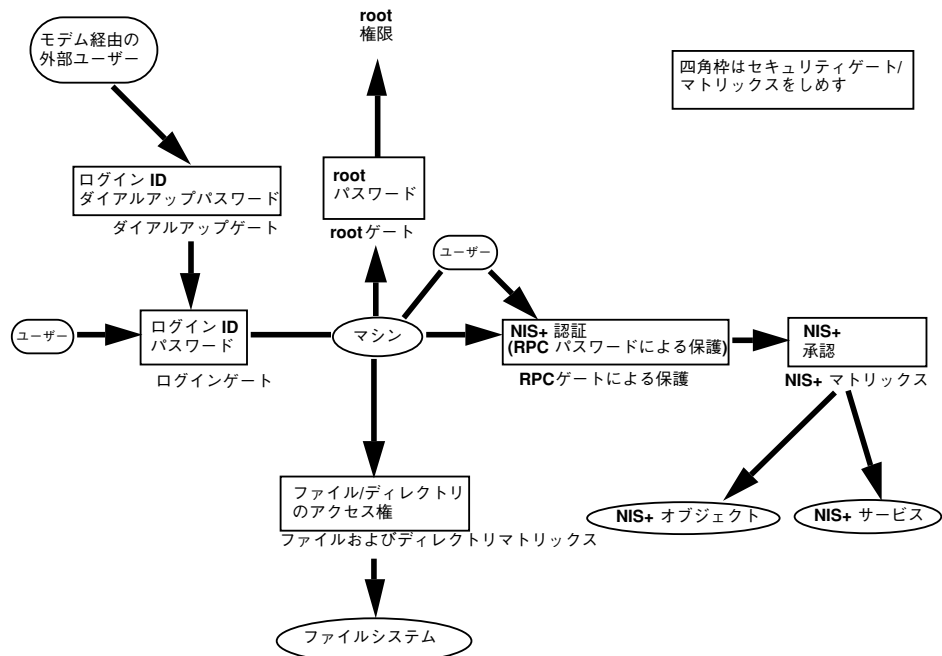 モデム経由の
外部ユーザー
root
権限
四角枠はセキュリティゲート/
マトリックスをしめす
ログイン ID
ダイアルアップパスワード
ダイアルアップゲート
root
パスワード
rootゲート
ユーザー
ユーザー
ログイン ID
パスワード
ログインゲート
マシン
NIS+ 認証
(RPC パスワードによる保護)
RPCゲートによる保護
NIS+
承認
NIS+ マトリックス
ファイル/ディレクトリ
のアクセス権
ファイルおよびディレクトリマトリックス
NIS+ オブジェクト
NIS+ サービス
ファイルシステム